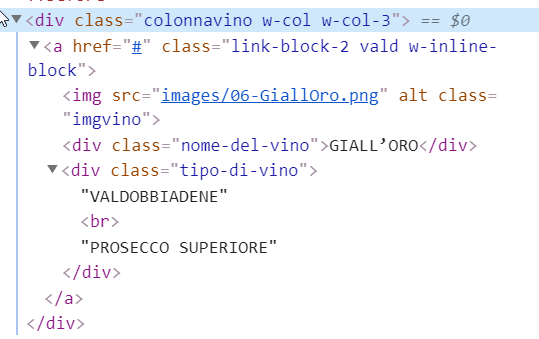 <div class="colonnavino w-col w-col-3"> == $0
<a href="#" class="link-block-2 vald w-inline-
block">
<img src="images/06-GiallOro.png" alt class=
"imgvino">
<div class="nome-del-vino">GIALL’ORO</div>
<div class="tipo-di-vino">
"VALDOBBIADENE"
<br>
"PROSECCO SUPERIORE"
</div>
</a>
</div>